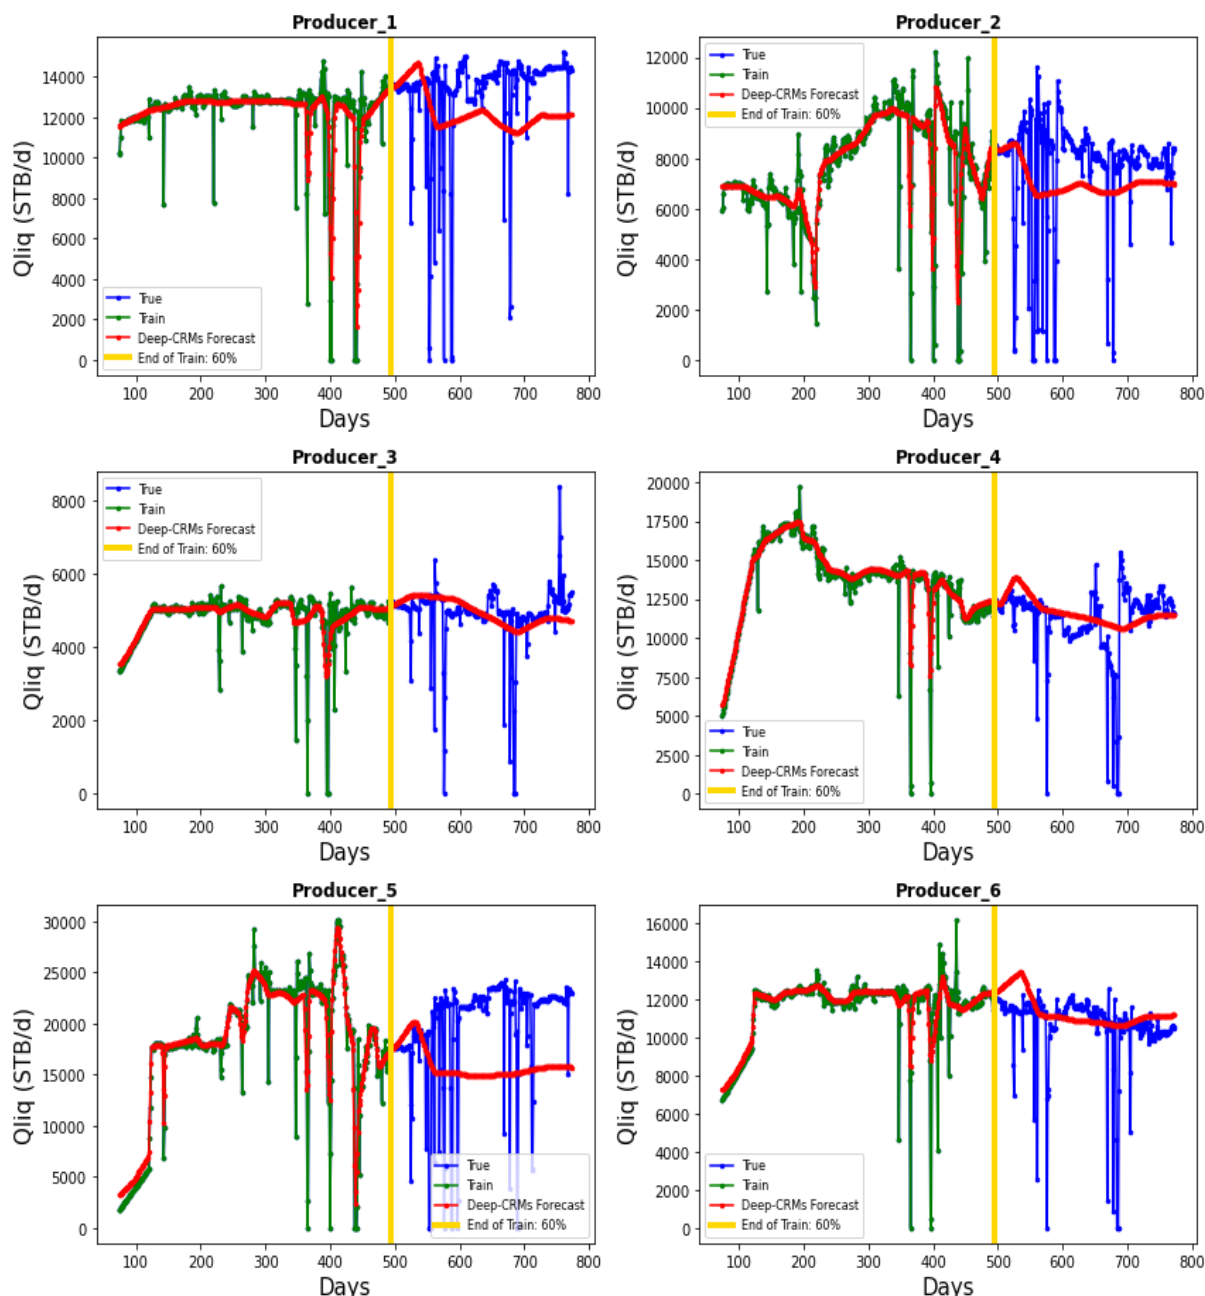 Producer_1
Qliq (STB/d)
14000
12000
10000
8000
6000
4000
2000
0
True
Train
Deep-CRMs Forecast
End of Train: 60%
100 200 300 400 500 600 700 800
Days
Producer_2
Qliq (STB/d)
12000
10000
8000
6000
4000
2000
0
True
Train
Deep-CRMs Forecast
End of Train: 60%
100 200 300 400 500 600 700 800
Days
Producer_3
Qliq (STB/d)
8000
6000
4000
2000
0
True
Train
Deep-CRMs Forecast
End of Train: 60%
100 200 300 400 500 600 700 800
Days
Producer_4
Qliq (STB/d)
20000
17500
15000
12500
10000
7500
5000
2500
0
True
Train
Deep-CRMs Forecast
End of Train: 60%
100 200 300 400 500 600 700 800
Days
Producer_5
Qliq (STB/d)
30000
25000
20000
15000
10000
5000
0
True
Train
Deep-CRMs Forecast
End of Train: 60%
100 200 300 400 500 600 700 800
Days
Producer_6
Qliq (STB/d)
16000
14000
12000
10000
8000
6000
4000
2000
0
True
Train
Deep-CRMs Forecast
End of Train: 60%
100 200 300 400 500 600 700 800
Days